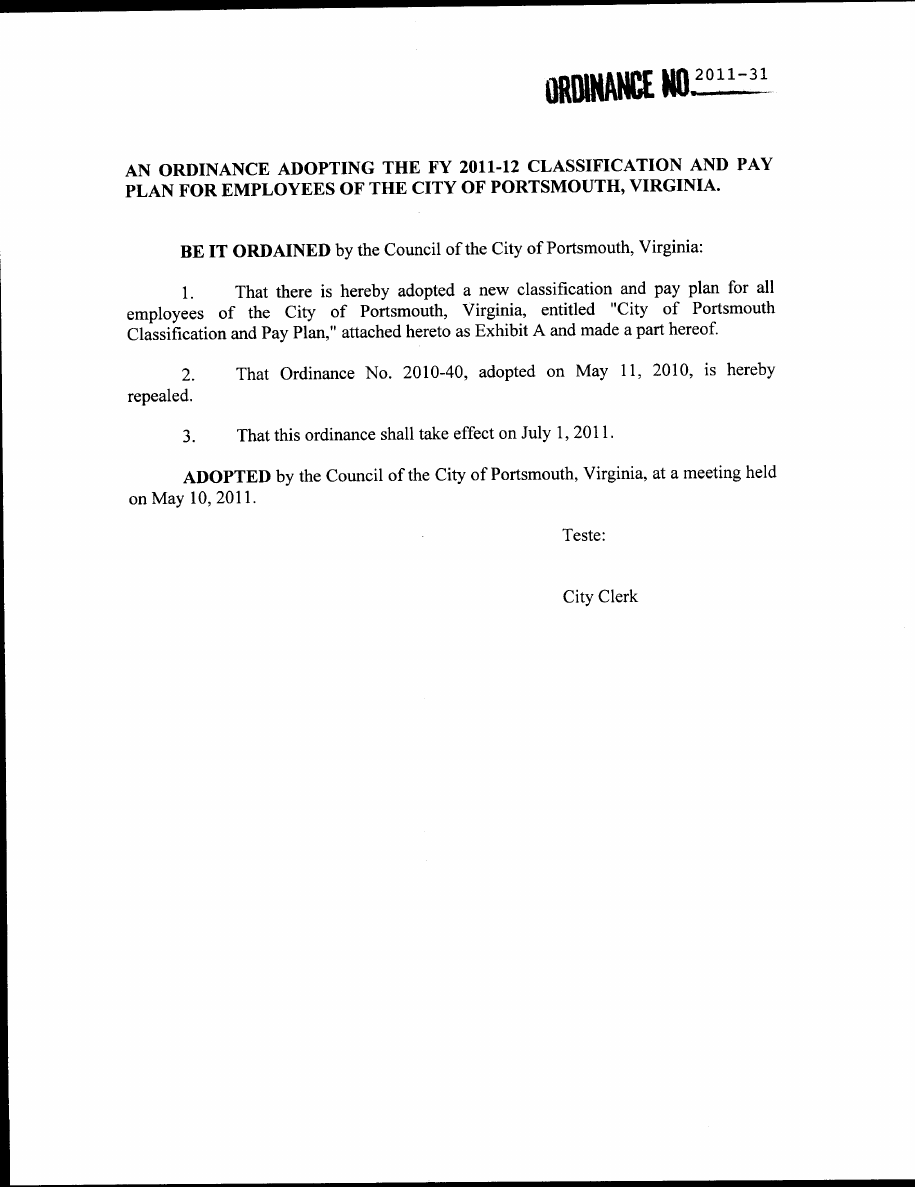 ORDINANCE NO. 2011-31
AN ORDINANCE ADOPTING THE FY 2011-12 CLASSIFICATION AND PAY
PLAN FOR EMPLOYEES OF THE CITY OF PORTSMOUTH, VIRGINIA.
BE IT ORDAINED by the Council of the City of Portsmouth, Virginia:
1. That there is hereby adopted a new classification and pay plan for all
employees of the City of Portsmouth, Virginia, entitled "City of Portsmouth
Classification and Pay Plan," attached hereto as Exhibit A and made a part hereof.
2. That Ordinance No. 2010-40, adopted on May 11, 2010, is hereby
repealed.
3. That this ordinance shall take effect on July 1, 2011.
ADOPTED by the Council of the City of Portsmouth, Virginia, at a meeting held
on May 10, 2011.
Teste:
City Clerk